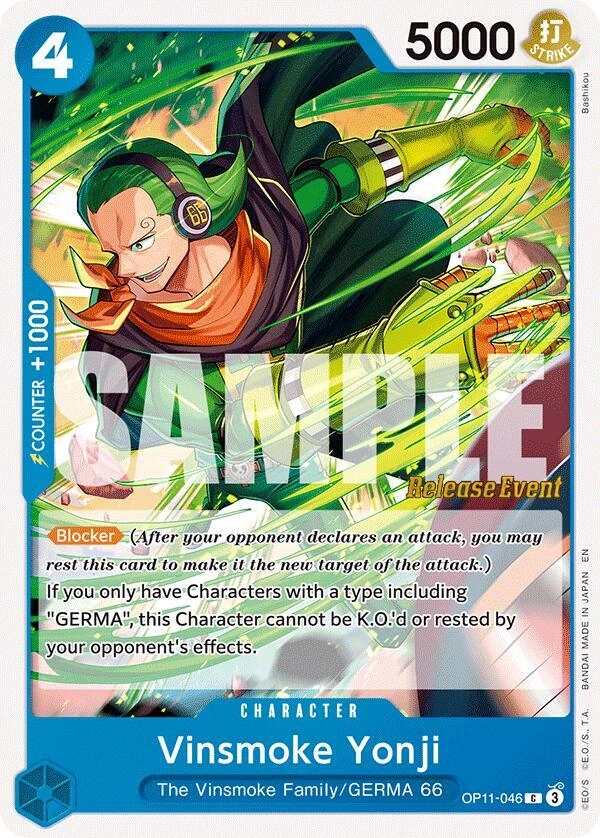 4
5000
打
STRIKE
Bashikou
66
COUNTER +1000
SAMPLE
Release Event
Blocker (After your opponent declares an attack, you may
rest this card to make it the new target of the attack.)
If you only have Characters with a type including
"GERMA", this Character cannot be K.O.'d or rested by
your opponent's effects.
CHARACTER
Vinsmoke Yonji
The Vinsmoke Family/GERMA 66
OP11-046 C 3
©E.O/S ©E.O./S., T.A. BANDAI MADE IN JAPAN EN